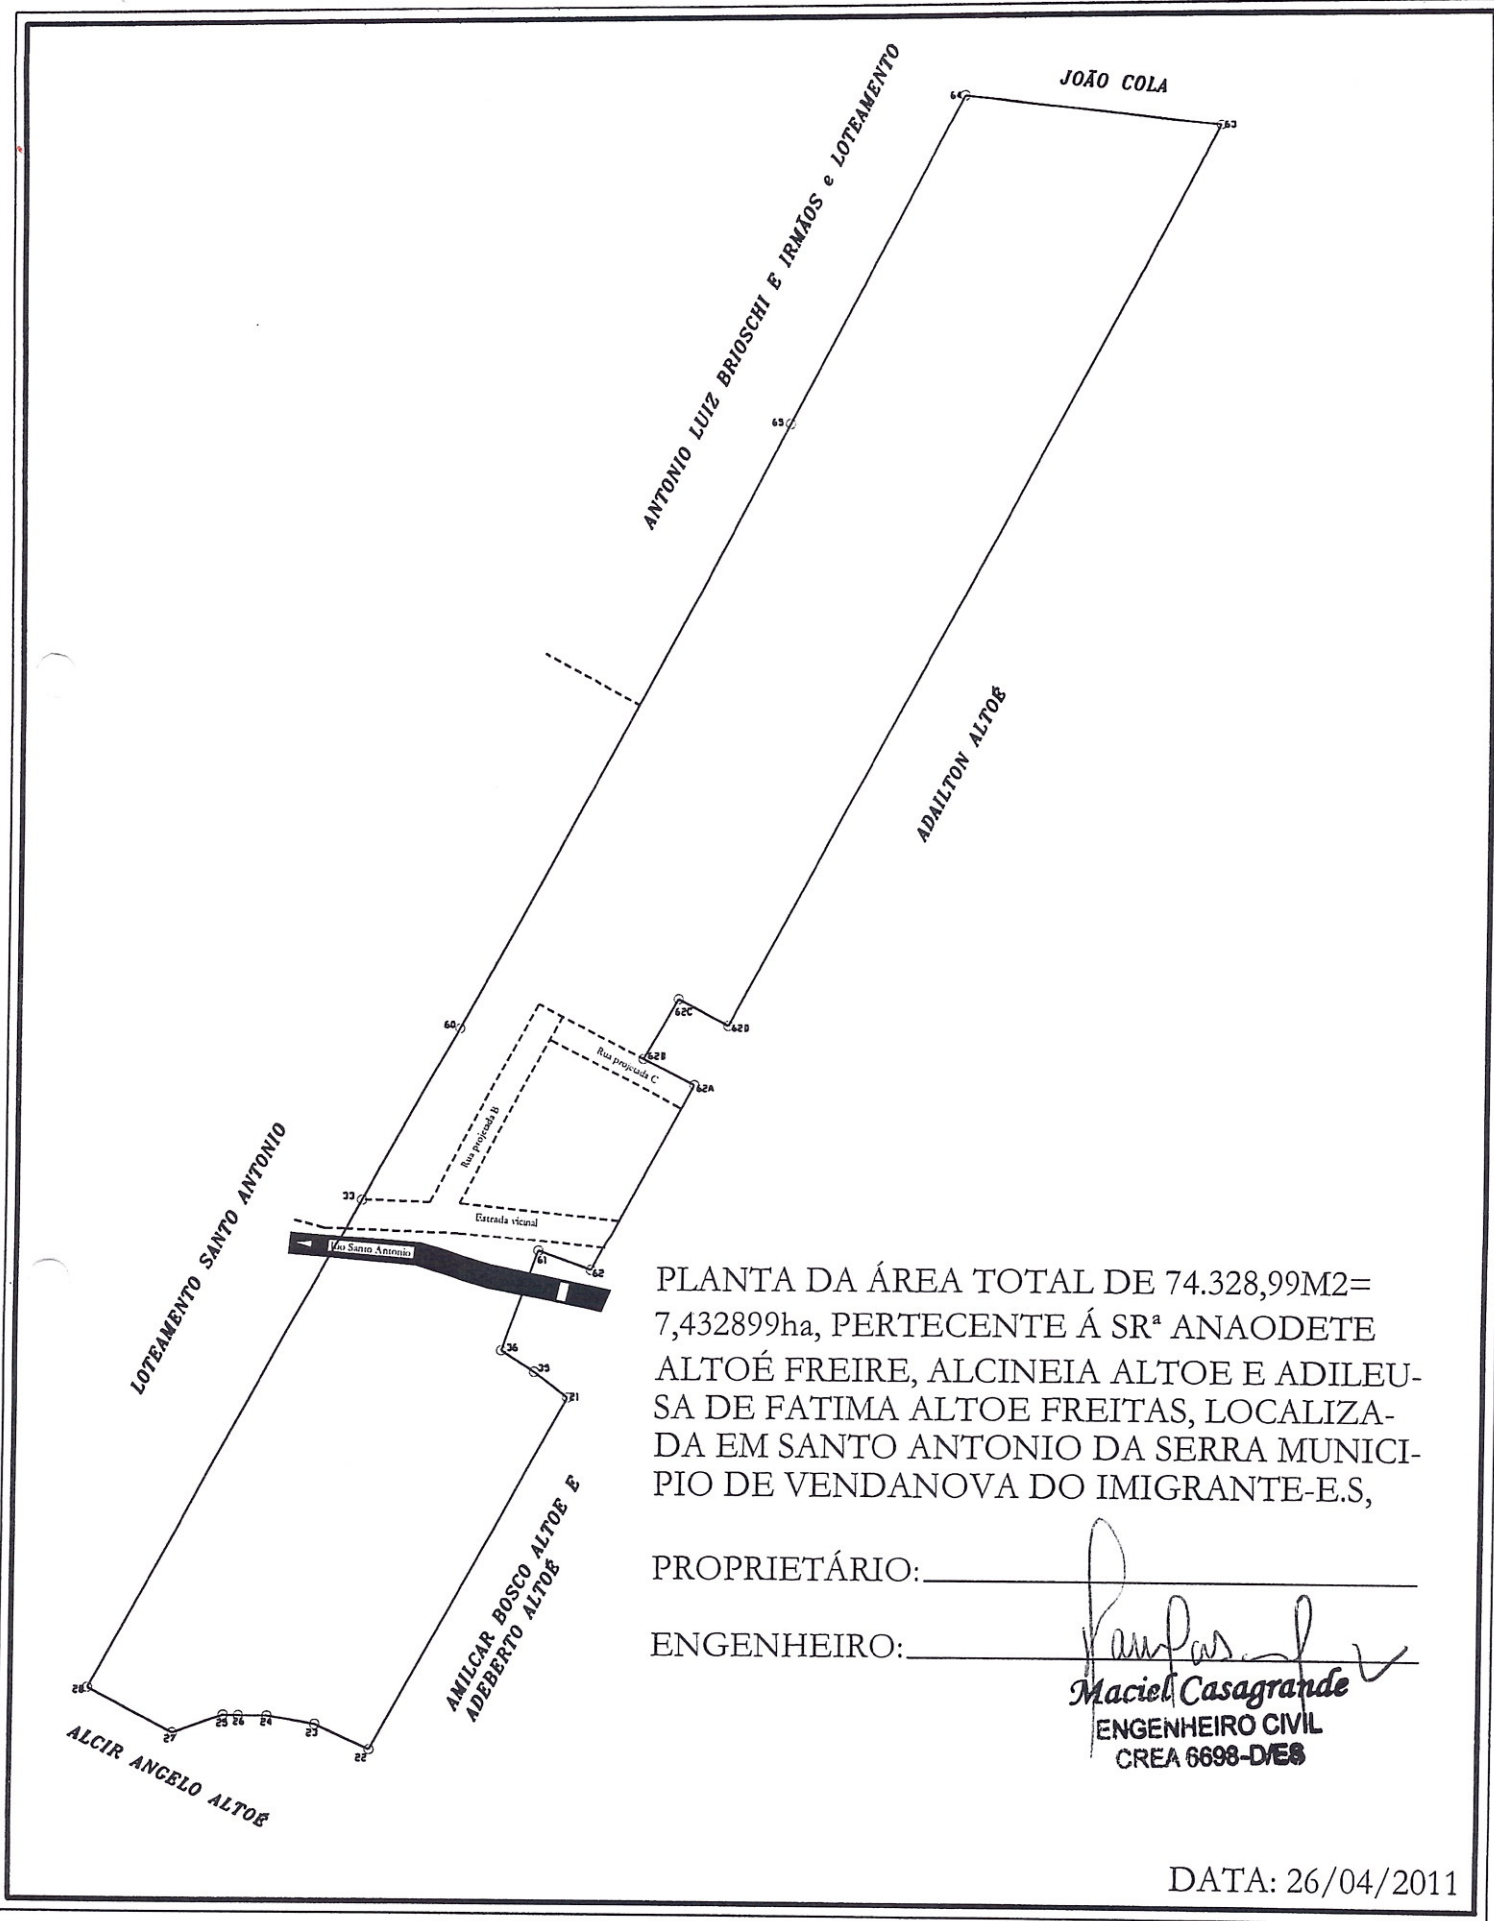 JOÃO COLA
64
63
ANTONIO LUIZ BRIOSCHI E IRMÃOS e LOTEAMENTO
65
ADAILTON ALTOÉ
62C
62D
60
62B
Rua projetada C
62A
Rua projetada B
LOTEAMENTO SANTO ANTONIO
33
Estrada vicinal
Rio Santo Antonio
61
62
36
35
21
PLANTA DA ÁREA TOTAL DE 74.328,99M2=
7,432899ha, PERTECENTE Á SRª ANAODETE
ALTOÉ FREIRE, ALCINEIA ALTOE E ADILEU-
SA DE FATIMA ALTOE FREITAS, LOCALIZA-
DA EM SANTO ANTONIO DA SERRA MUNICI-
PIO DE VENDANOVA DO IMIGRANTE-E.S,
AMILCAR BOSCO ALTOE E
ADEBERTO ALTOÉ
PROPRIETÁRIO:
ENGENHEIRO:
Maciel Casagrande
ENGENHEIRO CIVIL
CREA 6698-D/ES
28
27
25
26
24
23
22
ALCIR ANGELO ALTOÉ
DATA: 26/04/2011